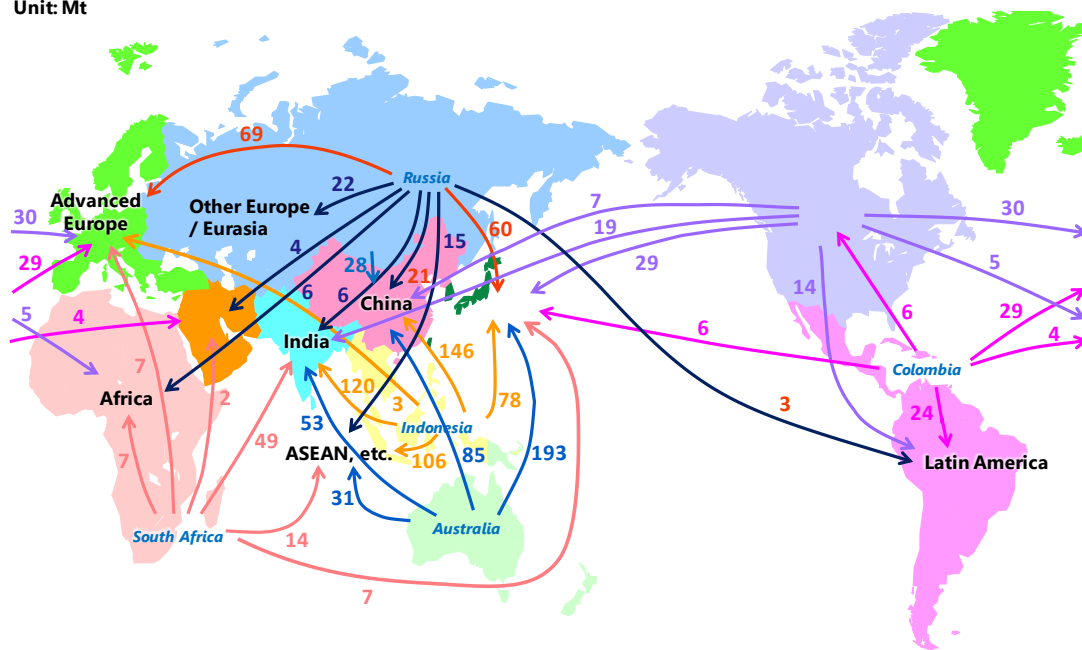 Unit: Mt
69
Russia
Advanced
Europe
22
Other Europe
/ Eurasia
7
30
30
60
19
15
4
29
28
21
29
5
6
6
China
14
29
5
4
6
India
6
146
4
7
Colombia
120
2
Africa
3
78
3
24
53
Indonesia
49
ASEAN, etc.
106
85
193
7
Latin America
31
South Africa
Australia
14
7